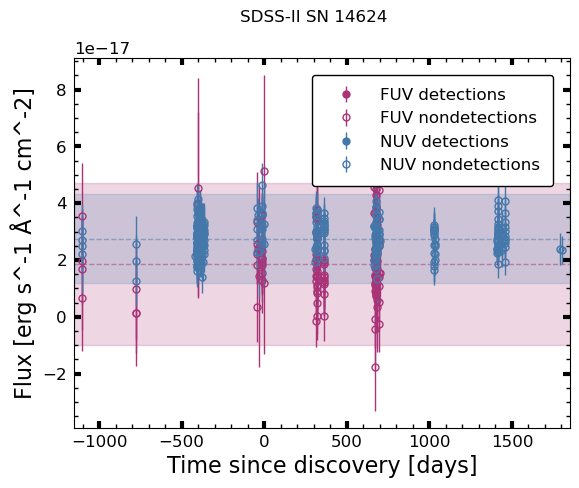 SDSS-II SN 14624
1e−17
8
6
4
2
0
−2
Flux [erg s^-1 Å^-1 cm^-2]
FUV detections
FUV nondetections
NUV detections
NUV nondetections
−1000 −500 0 500 1000 1500
Time since discovery [days]